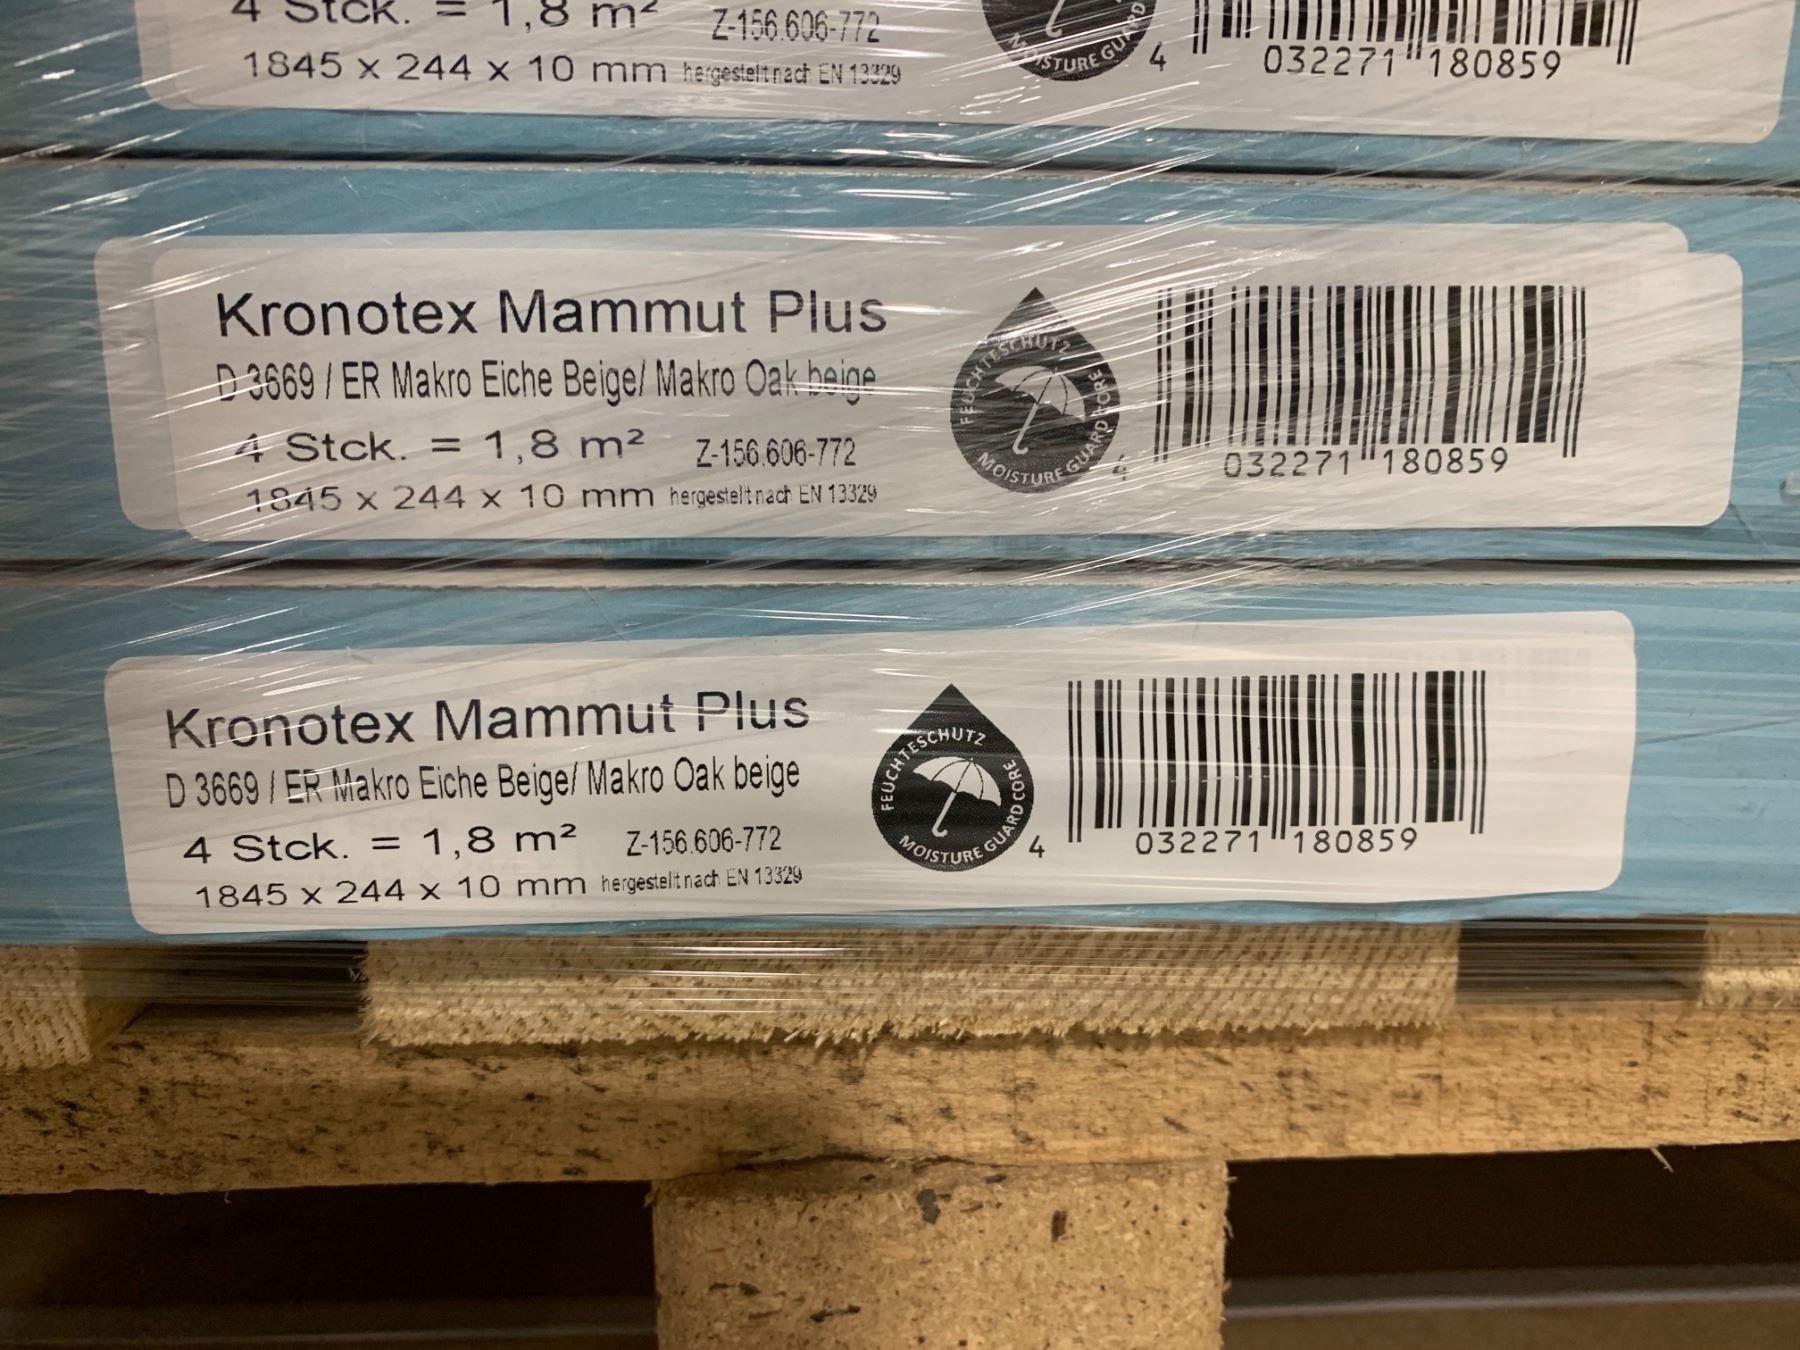 4 Stck. = 1,8 m²
Z-156.606-772
1845 x 244 x 10 mm hergestellt nach EN 13329
MOISTURE GUARD
4 032271 180859
Kronotex Mammut Plus
D 3669 / ER Makro Eiche Beige/ Makro Oak beige
4 Stck. = 1,8 m² Z-156.606-772
1845 x 244 x 10 mm hergestellt nach EN 13329
FEUCHTESCHUTZ
MOISTURE GUARD CORE
4 032271 180859
Kronotex Mammut Plus
D 3669 / ER Makro Eiche Beige/ Makro Oak beige
4 Stck. = 1,8 m² Z-156.606-772
1845 x 244 x 10 mm hergestellt nach EN 13329
FEUCHTESCHUTZ
MOISTURE GUARD CORE
4 032271 180859